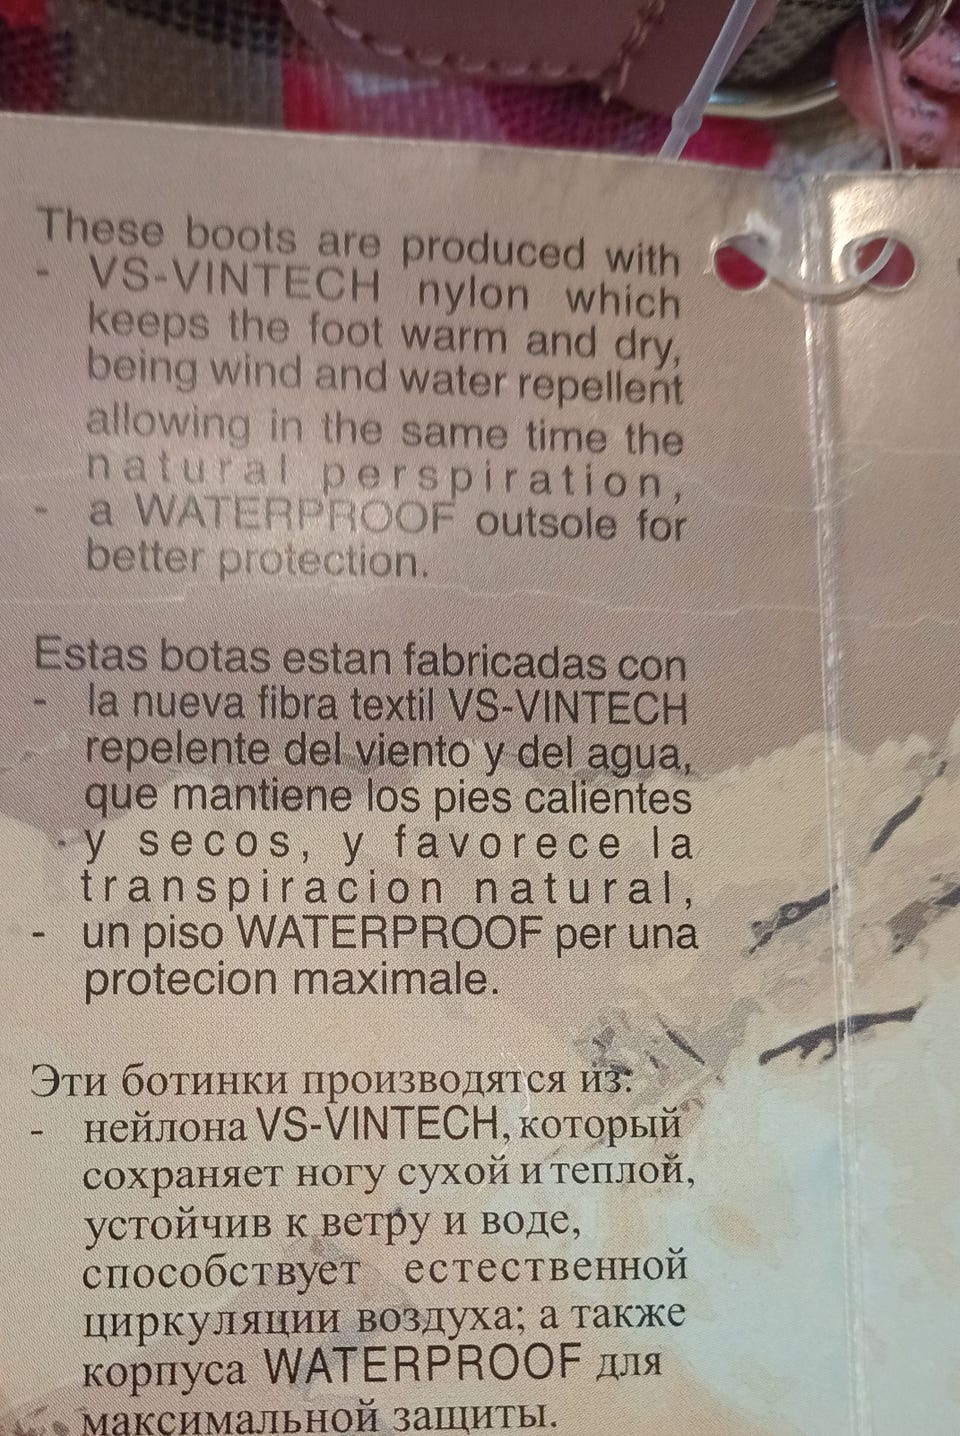 These boots are produced with
- VS-VINTECH nylon which
keeps the foot warm and dry,
being wind and water repellent
allowing in the same time the
natural perspiration,
- a WATERPROOF outsole for
better protection.
Estas botas estan fabricadas con
- la nueva fibra textil VS-VINTECH
repelente del viento y del agua,
que mantiene los pies calientes
y secos, y favorece la
transpiracion natural,
- un piso WATERPROOF per una
protecion maximale.
Эти ботинки производятся из:
- нейлона VS-VINTECH, который
сохраняет ногу сухой и теплой,
устойчив к ветру и воде,
способствует естественной
циркуляции воздуха; а также
корпуса WATERPROOF для
максимальной защиты.